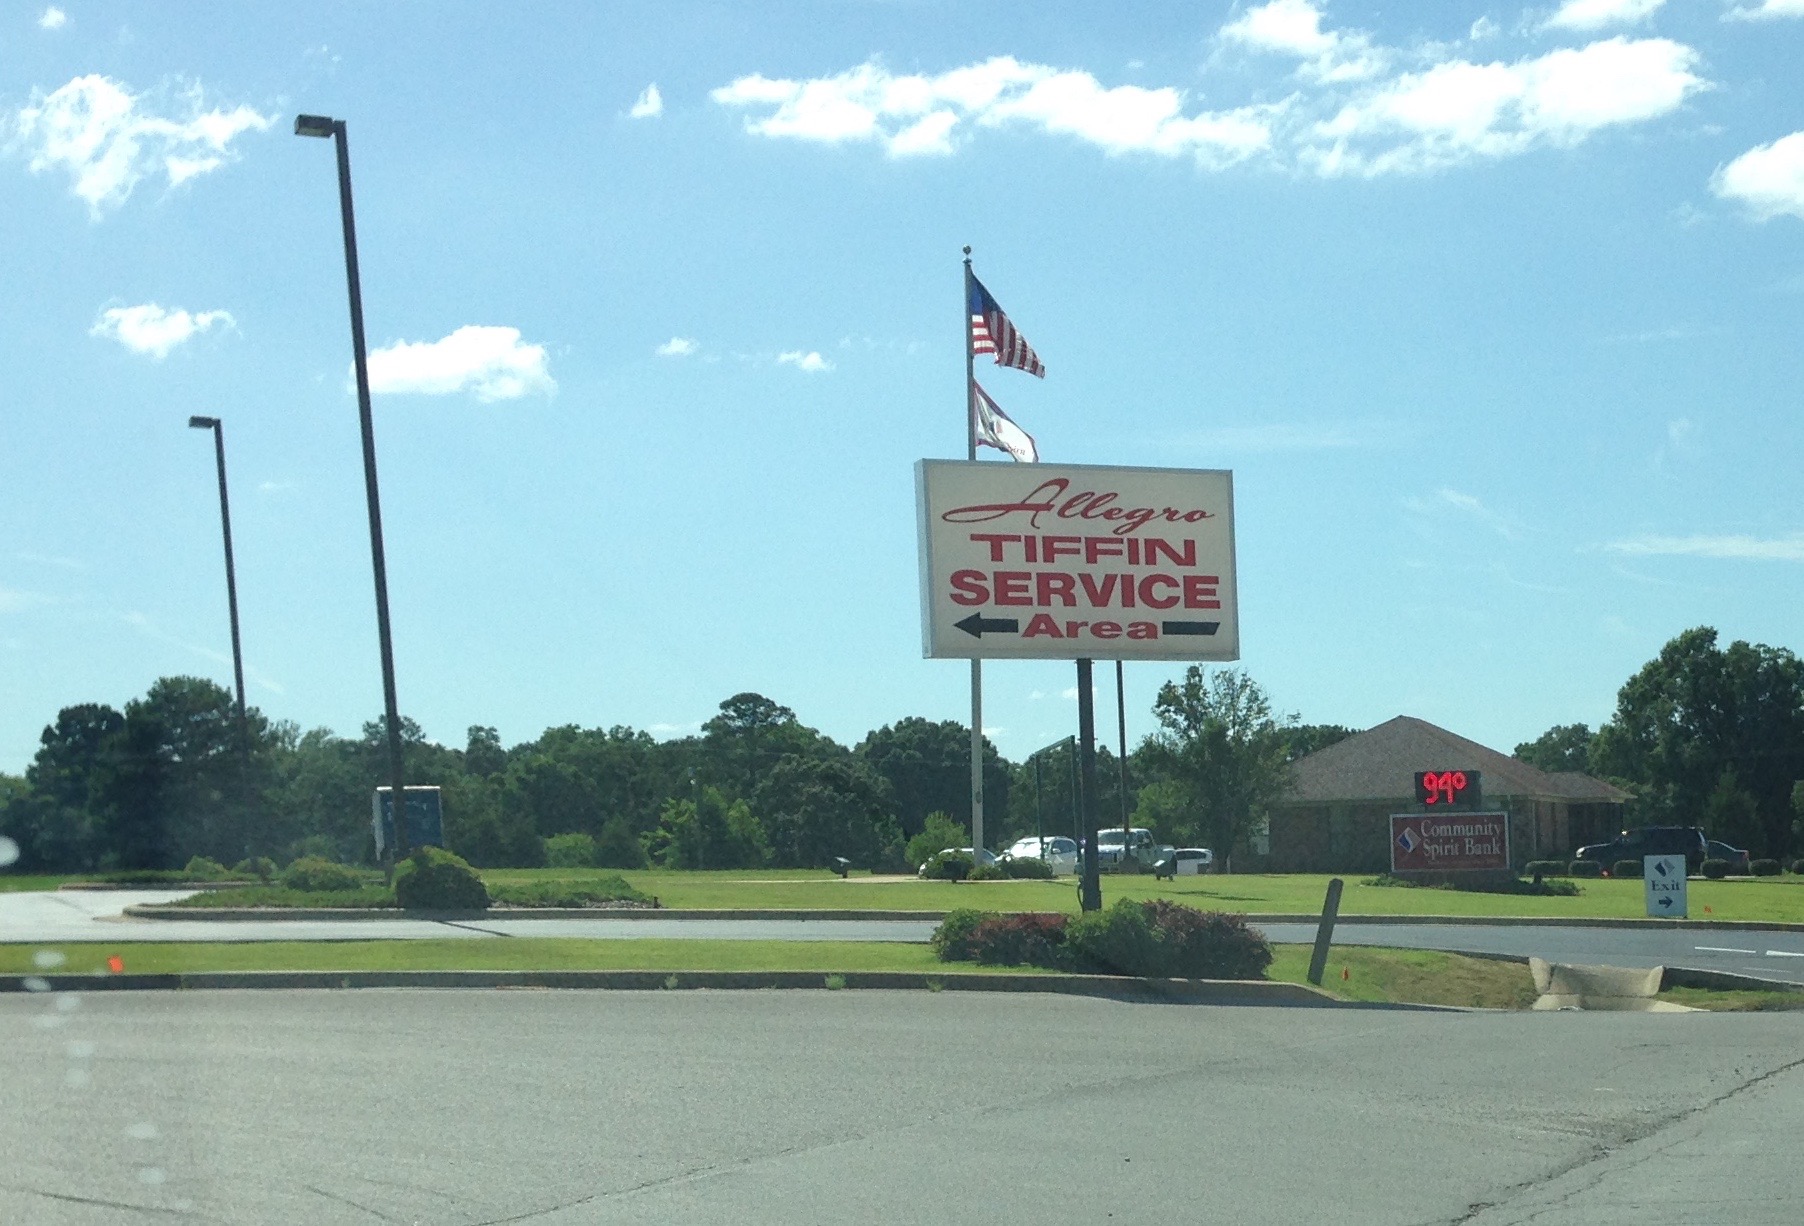 Allegro
TIFFIN
SERVICE
Area
94°
Community
Spirit Bank
Exit